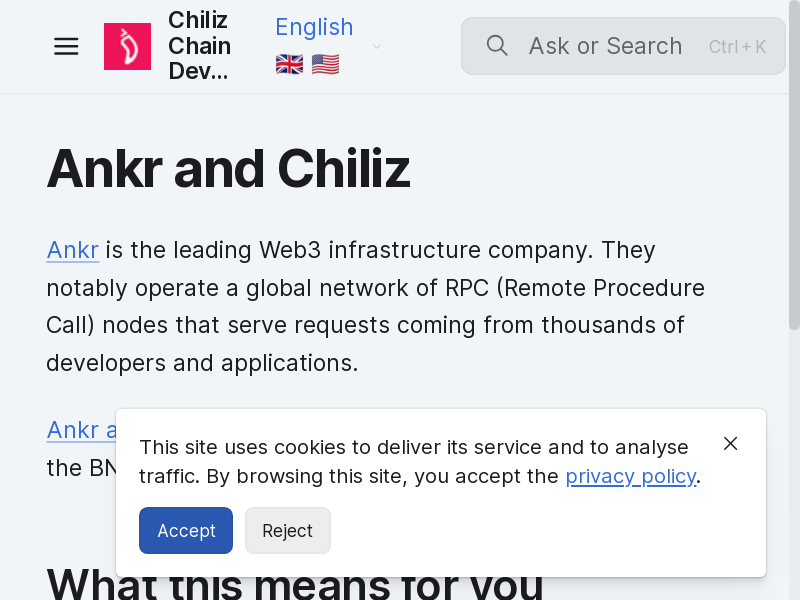 Chiliz
Chain
Dev...
English
🇬🇧 🇺🇸
Ask or Search
Ctrl + K
Ankr and Chiliz
Ankr is the leading Web3 infrastructure company. They
notably operate a global network of RPC (Remote Procedure
Call) nodes that serve requests coming from thousands of
developers and applications.
Ankr a
the BN
This site uses cookies to deliver its service and to analyse
traffic. By browsing this site, you accept the privacy policy.
Accept
Reject
What this means for you